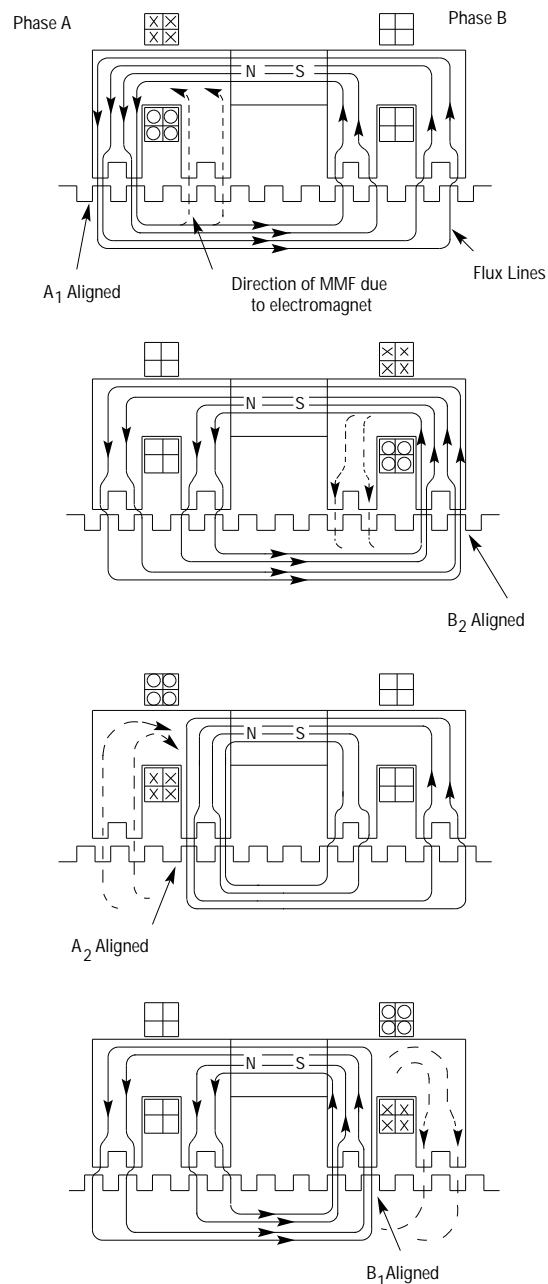 Phase A
Phase B
N S
A1 Aligned
Direction of MMF due
to electromagnet
Flux Lines
N S
B2 Aligned
N S
A2 Aligned
N S
B1 Aligned